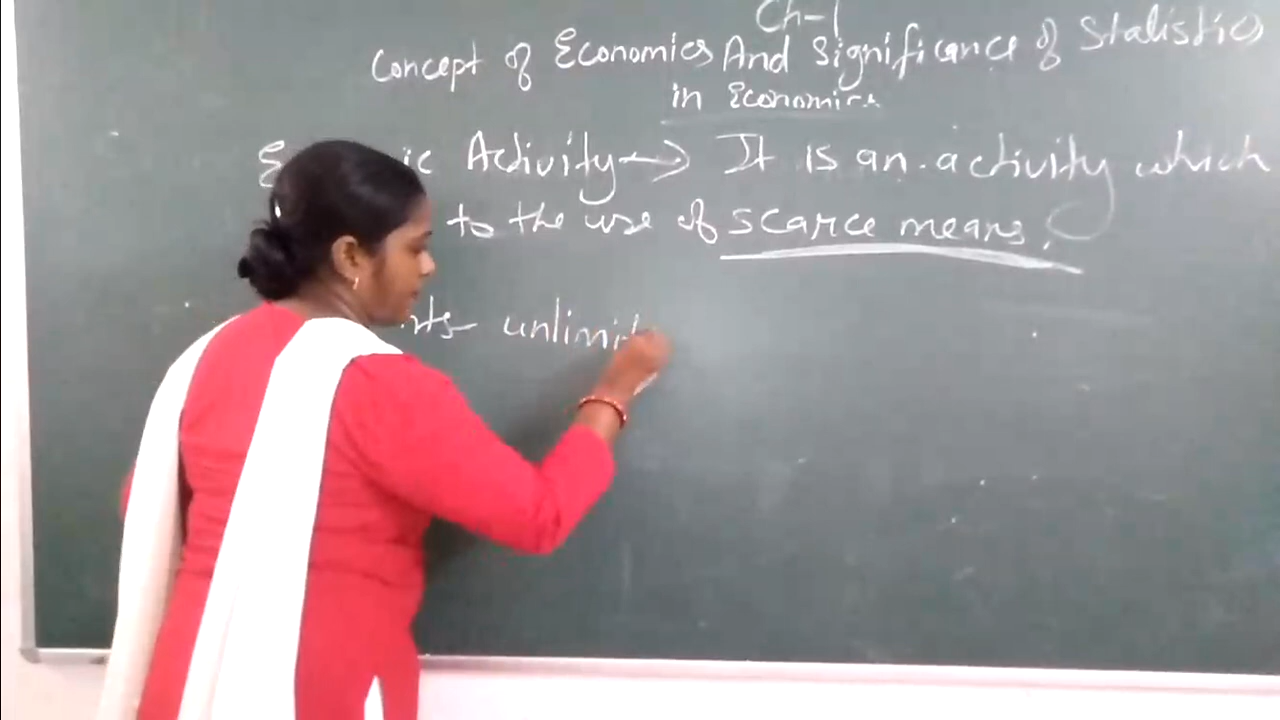 Ch-1
Concept of Economics And Significance of Statistics
in Economics
Activity → It is an activity which
to the use of scarce means.
unlimit